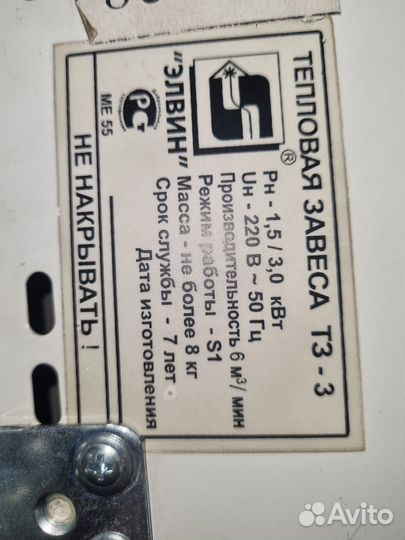 ТЕПЛОВАЯ ЗАВЕСА ТЗ - 3
®
"ЭЛВИН"
РСТ
МЕ 55
Рн - 1,5 / 3,0 кВт
Uн - 220 В ~ 50 Гц
Производительность 6 м³/ мин
Режим работы - S1
Масса - не более 8 кг
Срок службы - 7 лет
Дата изготовления
НЕ НАКРЫВАТЬ !
Avito